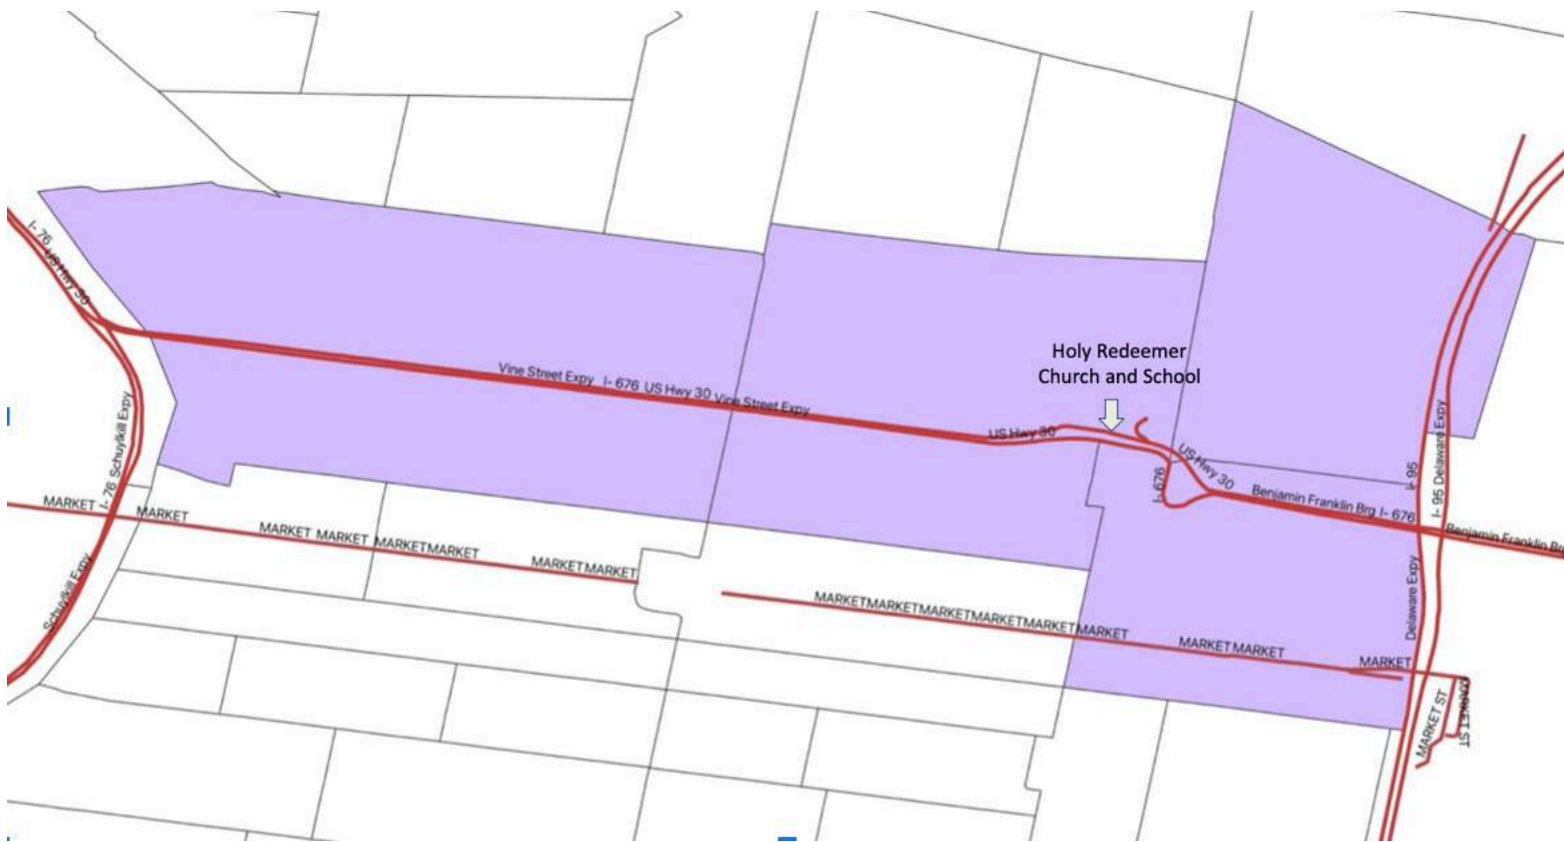 I- 76
US Hwy 30
Vine Street Expy I- 676 US Hwy 30 Vine Street Expy
Holy Redeemer
Church and School
US Hwy 30
US Hwy 30
I- 676
Benjamin Franklin Brg I- 676
Benjamin Franklin Br
I- 95
I- 95 Delaware Expy
Delaware Expy
I- 76 Schuylkill Expy
Schuylkill Expy
MARKET
MARKET
MARKET MARKET MARKETMARKET
MARKETMARKET
MARKETMARKETMARKETMARKETMARKETMARKET
MARKETMARKET
MARKET
MARKET ST
MARKET ST